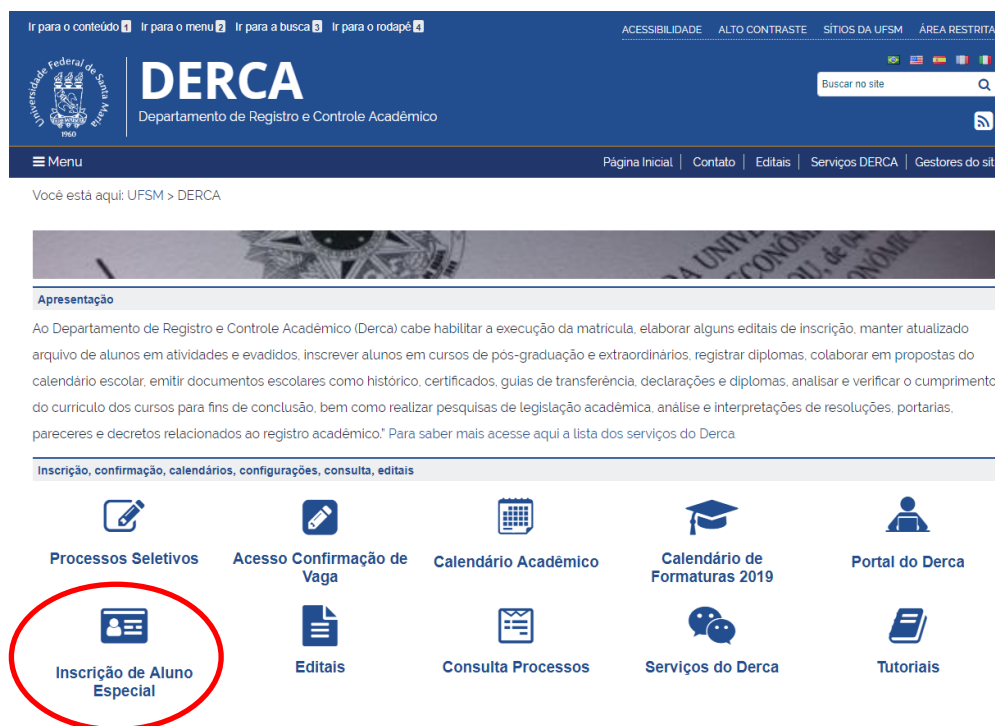 Ir para o conteúdo 1 Ir para o menu 2 Ir para a busca 3 Ir para o rodapé 4
ACESSIBILIDADE ALTO CONTRASTE SÍTIOS DA UFSM ÁREA RESTRITA
Universidade Federal de Santa Maria
1960
DERCA
Departamento de Registro e Controle Acadêmico
Buscar no site
Menu
Página Inicial | Contato | Editais | Serviços DERCA | Gestores do sit
Você está aqui: UFSM > DERCA
Apresentação
Ao Departamento de Registro e Controle Acadêmico (Derca) cabe habilitar a execução da matrícula, elaborar alguns editais de inscrição, manter atualizado
arquivo de alunos em atividades e evadidos, inscrever alunos em cursos de pós-graduação e extraordinários, registrar diplomas, colaborar em propostas do
calendário escolar, emitir documentos escolares como histórico, certificados, guias de transferência, declarações e diplomas, analisar e verificar o cumprimento
do currículo dos cursos para fins de conclusão, bem como realizar pesquisas de legislação acadêmica, análise e interpretações de resoluções, portarias,
pareceres e decretos relacionados ao registro acadêmico." Para saber mais acesse aqui a lista dos serviços do Derca
Inscrição, confirmação, calendários, configurações, consulta, editais
Processos Seletivos
Acesso Confirmação de
Vaga
Calendário Acadêmico
Calendário de
Formaturas 2019
Portal do Derca
Inscrição de Aluno
Especial
Editais
Consulta Processos
Serviços do Derca
Tutoriais